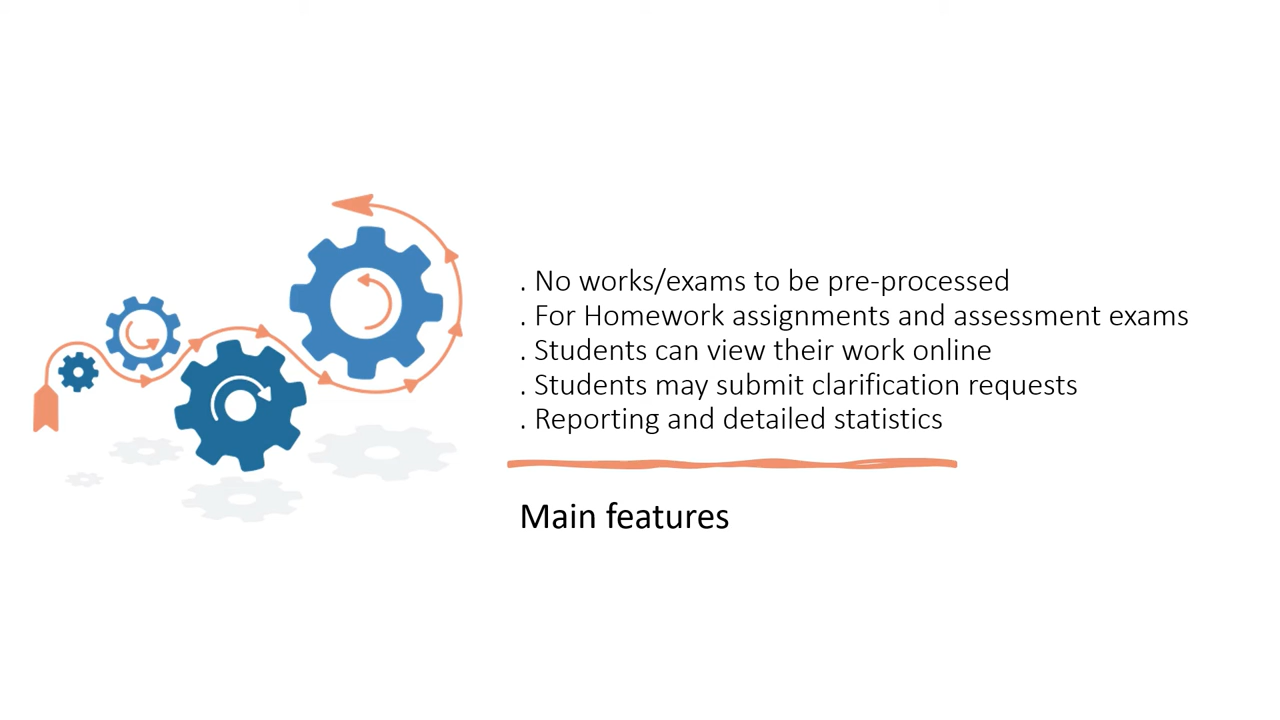 . No works/exams to be pre-processed
. For Homework assignments and assessment exams
. Students can view their work online
. Students may submit clarification requests
. Reporting and detailed statistics
Main features